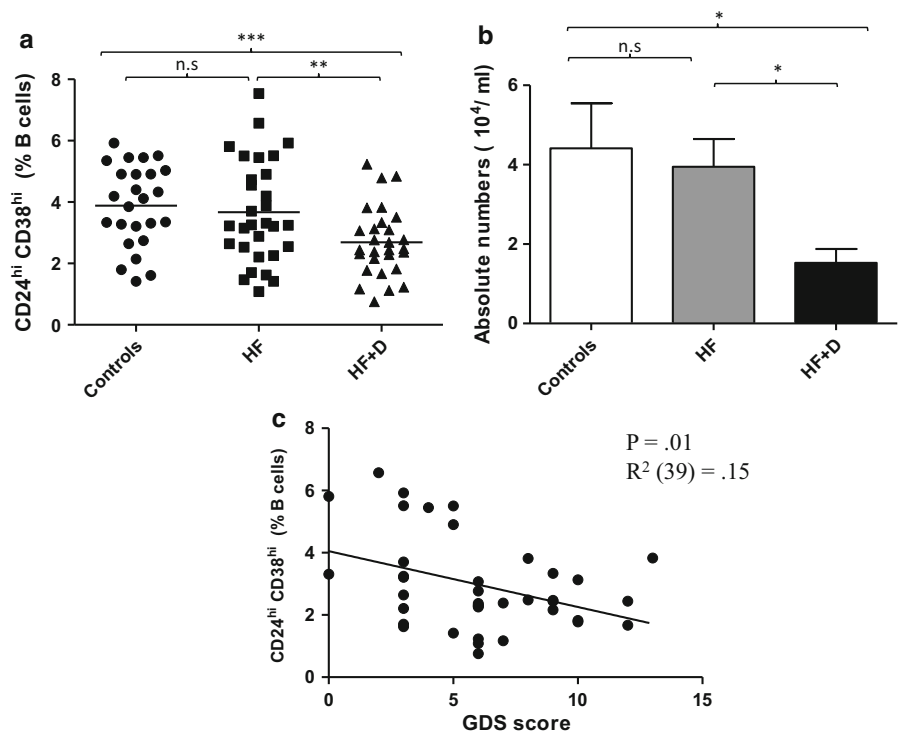 a
***
n.s
**
CD24hi CD38hi (% B cells)
8
6
4
2
0
Controls
HF
HF+D
b
*
n.s
*
Absolute numbers ( 10⁴/ ml)
6
4
2
0
Controls
HF
HF+D
c
P = .01
R² (39) = .15
CD24hi CD38hi (% B cells)
8
6
4
2
0
0 5 10 15
GDS score